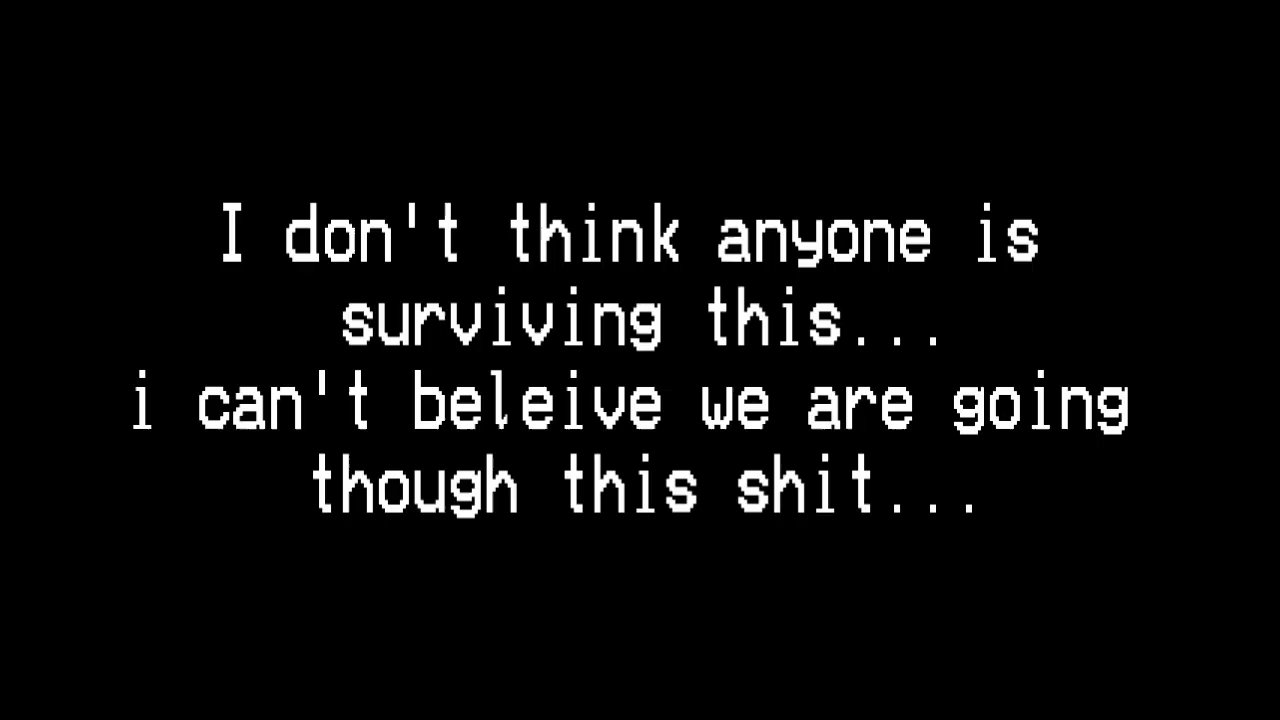 I don't think anyone is
surviving this...
i can't beleive we are going
though this shit...